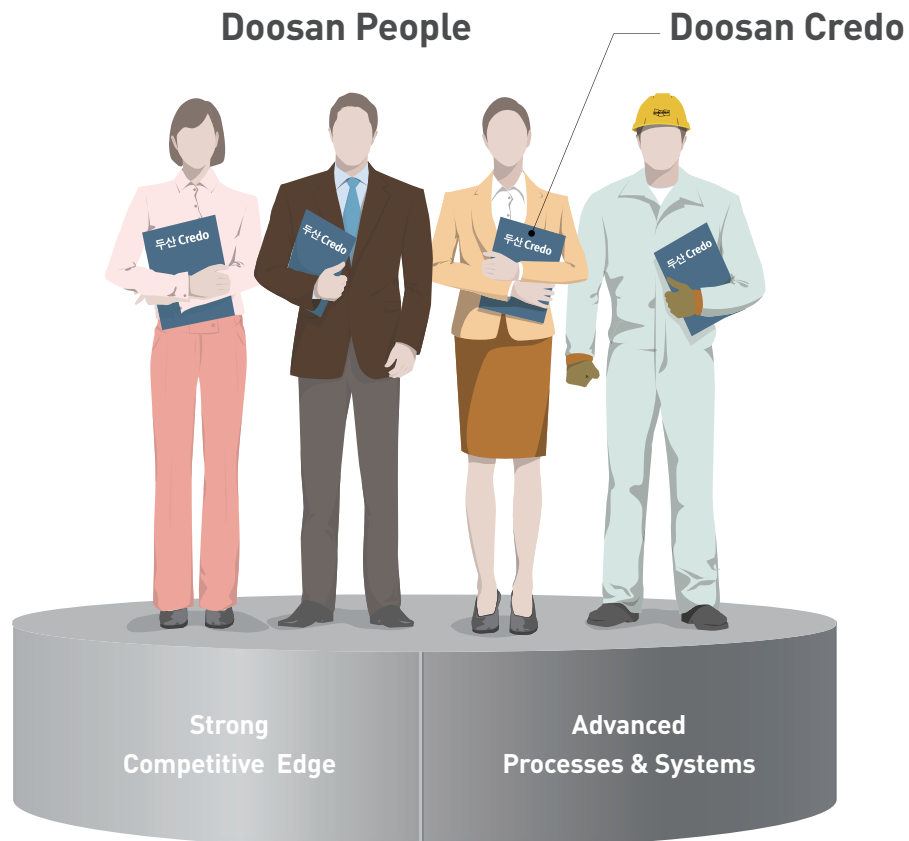 Doosan People
Doosan Credo
두산 Credo
두산 Credo
두산 Credo
두산 Credo
Strong
Competitive Edge
Advanced
Processes & Systems